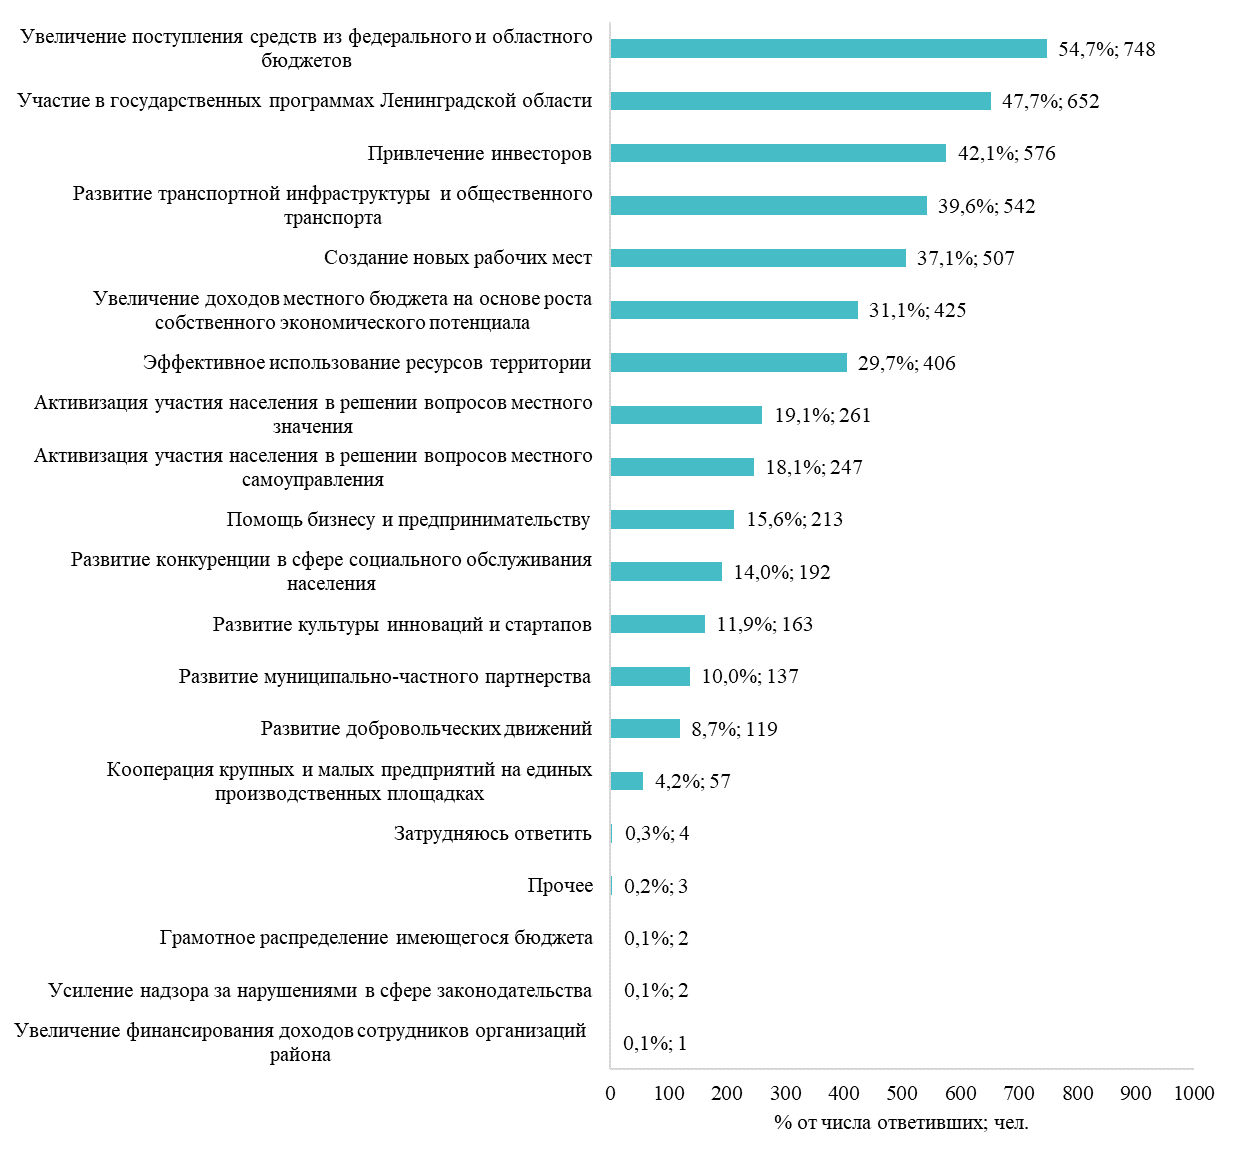 Увеличение поступления средств из федерального и областного
бюджетов
54,7%; 748
Участие в государственных программах Ленинградской области
47,7%; 652
Привлечение инвесторов
42,1%; 576
Развитие транспортной инфраструктуры и общественного
транспорта
39,6%; 542
Создание новых рабочих мест
37,1%; 507
Увеличение доходов местного бюджета на основе роста
собственного экономического потенциала
31,1%; 425
Эффективное использование ресурсов территории
29,7%; 406
Активизация участия населения в решении вопросов местного
значения
19,1%; 261
Активизация участия населения в решении вопросов местного
самоуправления
18,1%; 247
Помощь бизнесу и предпринимательству
15,6%; 213
Развитие конкуренции в сфере социального обслуживания
населения
14,0%; 192
Развитие культуры инноваций и стартапов
11,9%; 163
Развитие муниципально-частного партнерства
10,0%; 137
Развитие добровольческих движений
8,7%; 119
Кооперация крупных и малых предприятий на единых
производственных площадках
4,2%; 57
Затрудняюсь ответить
0,3%; 4
Прочее
0,2%; 3
Грамотное распределение имеющегося бюджета
0,1%; 2
Усиление надзора за нарушениями в сфере законодательства
0,1%; 2
Увеличение финансирования доходов сотрудников организаций
района
0,1%; 1
0 100 200 300 400 500 600 700 800 900 1000
% от числа ответивших; чел.